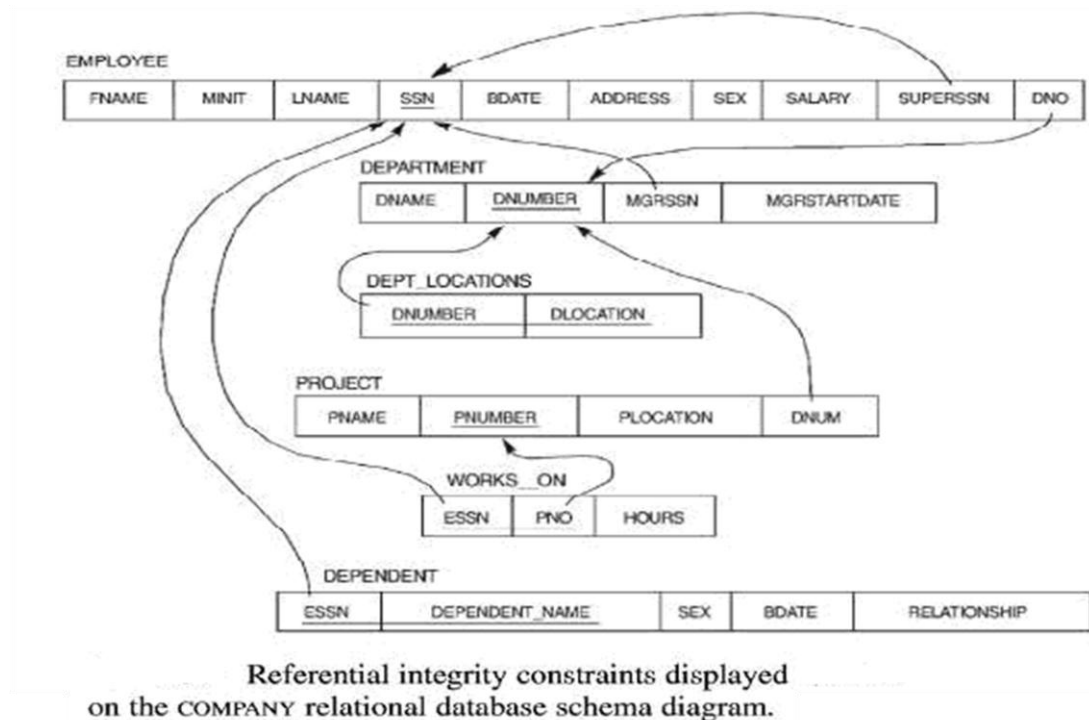 EMPLOYEE
FNAME MINIT LNAME SSN BDATE ADDRESS SEX SALARY SUPERSSN DNO
DEPARTMENT
DNAME DNUMBER MGRSSN MGRSTARTDATE
DEPT_LOCATIONS
DNUMBER DLOCATION
PROJECT
PNAME PNUMBER PLOCATION DNUM
WORKS_ON
ESSN PNO HOURS
DEPENDENT
ESSN DEPENDENT_NAME SEX BDATE RELATIONSHIP
Referential integrity constraints displayed
on the COMPANY relational database schema diagram.